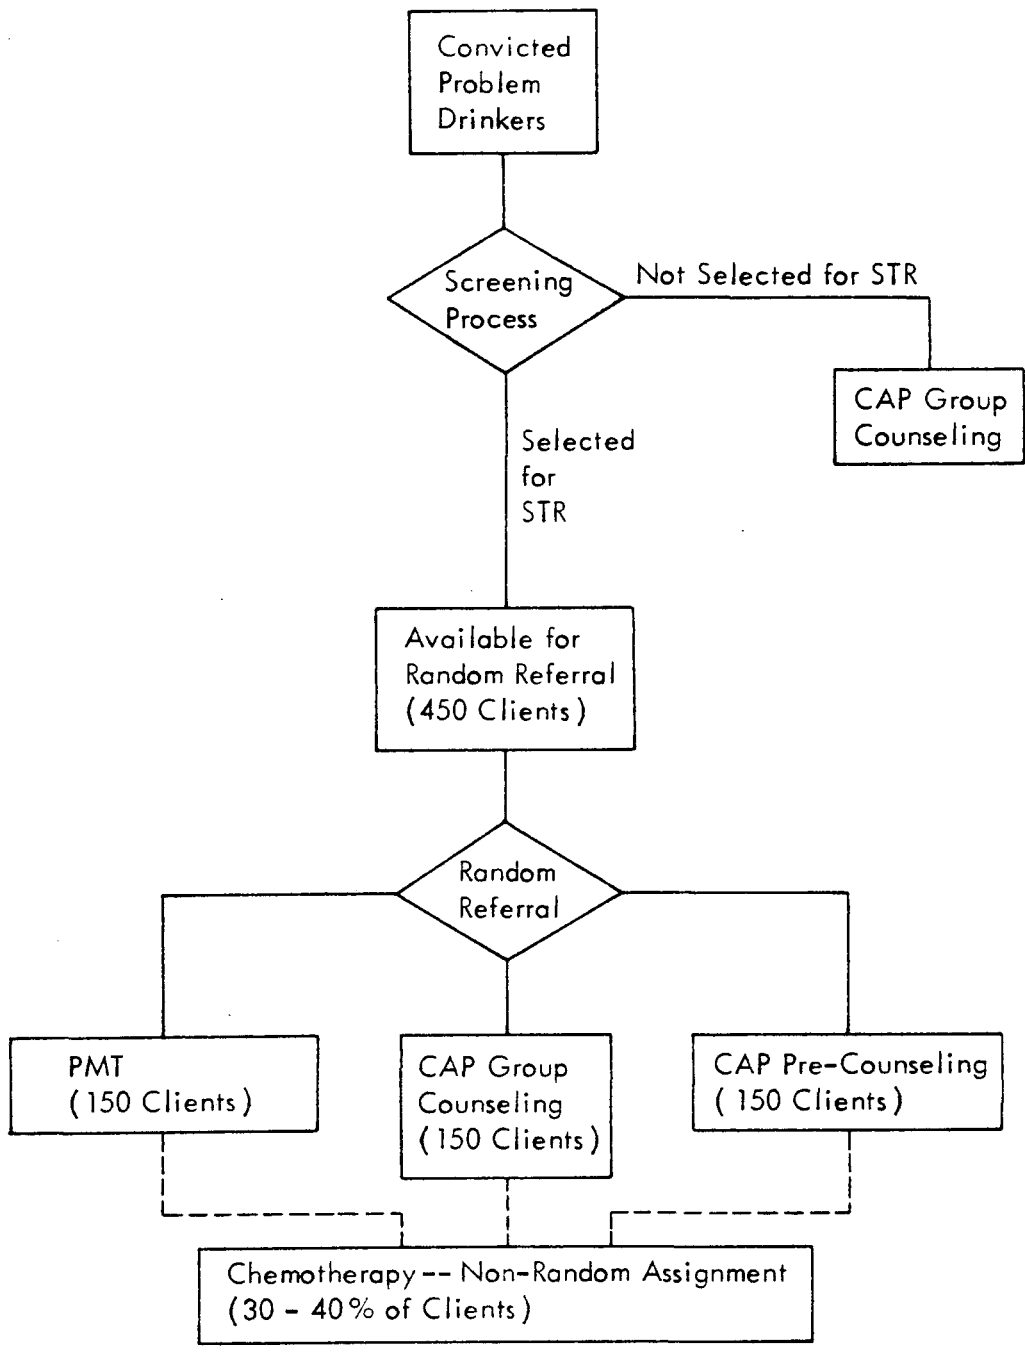 Convicted
Problem
Drinkers
Screening
Process
Not Selected for STR
CAP Group
Counseling
Selected
for
STR
Available for
Random Referral
(450 Clients)
Random
Referral
PMT
(150 Clients)
CAP Group
Counseling
(150 Clients)
CAP Pre-Counseling
( 150 Clients)
Chemotherapy -- Non-Random Assignment
(30 - 40% of Clients)